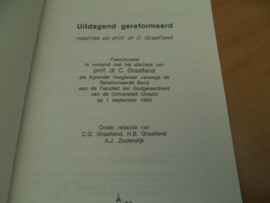 Uitdagend gereformeerd
reacties op prof. dr C. Graafland
Feestbundel
in verband met het afscheid van
prof. dr C. Graafland
als bijzonder hoogleraar vanwege de
Gereformeerde Bond
aan de Faculteit der Godgeleerdheid
van de Universiteit Utrecht
op 1 september 1993
Onder redactie van
C.G. Graafland, H.B. Graafland
A.J. Zoutendijk